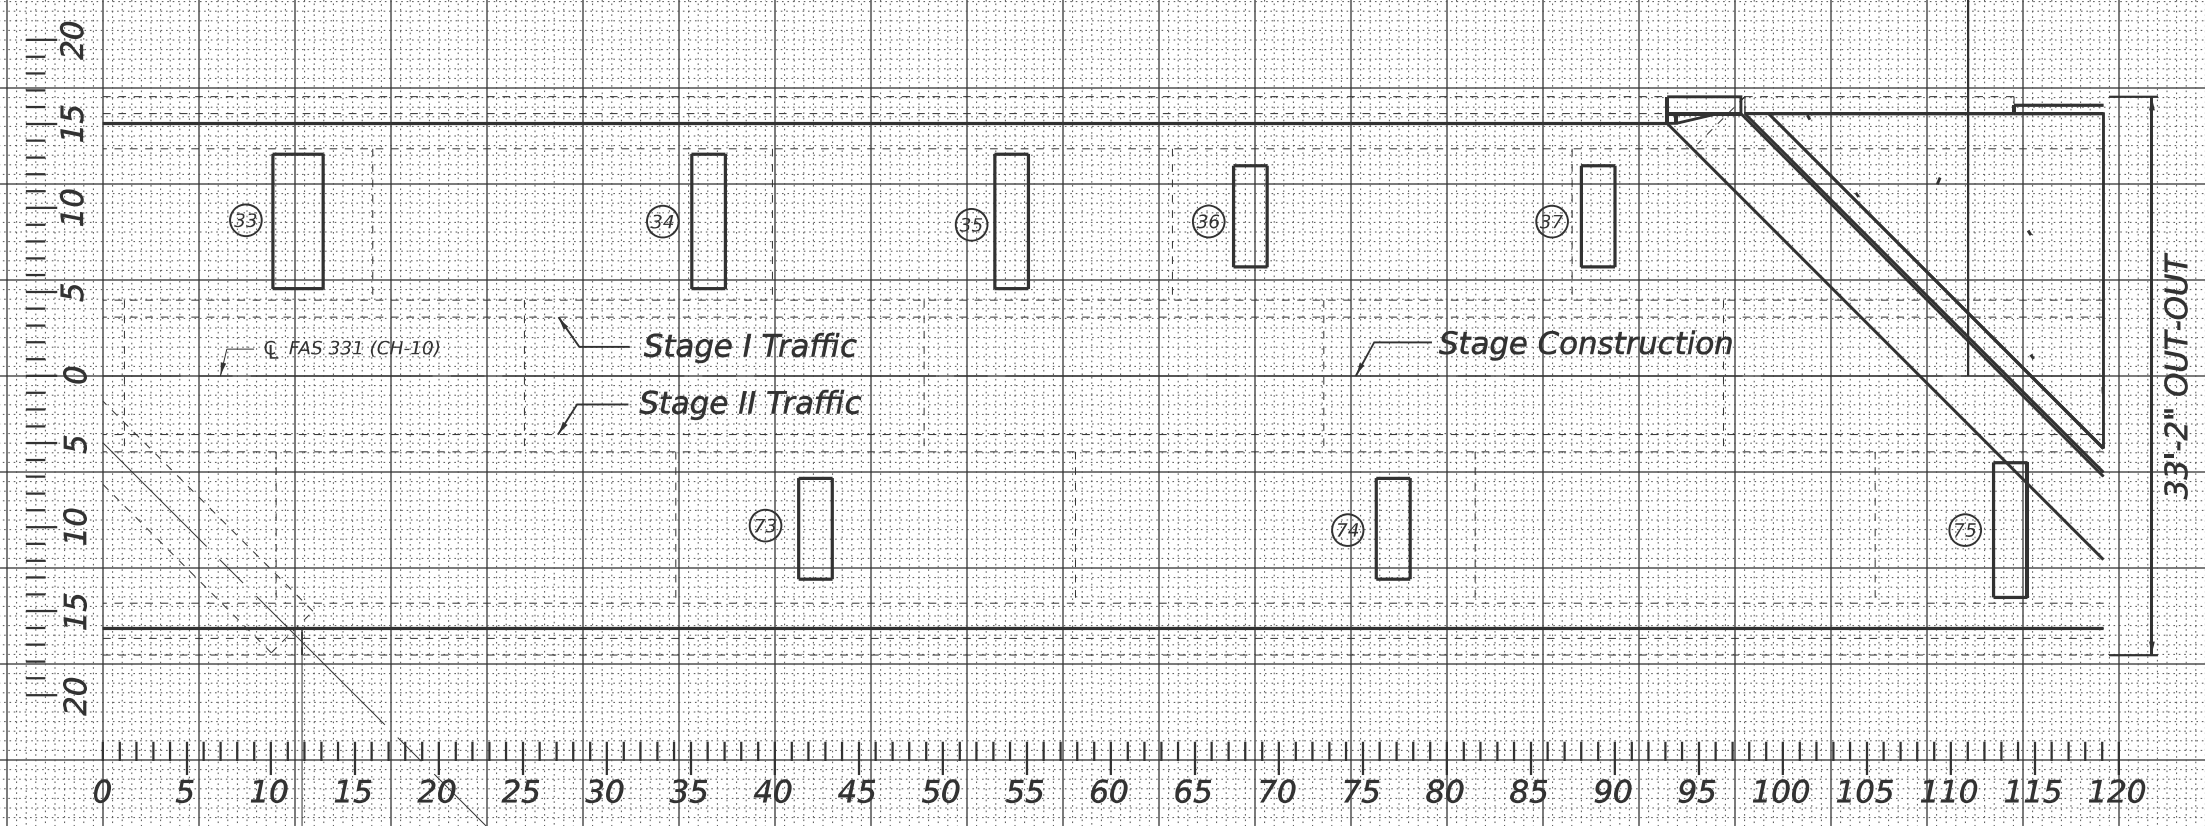 20
15
10
5
0
5
10
15
20
33
34
35
36
37
℄ FAS 331 (CH-10)
Stage I Traffic
Stage Construction
Stage II Traffic
73
74
75
33'-2" OUT-OUT
0 5 10 15 20 25 30 35 40 45 50 55 60 65 70 75 80 85 90 95 100 105 110 115 120